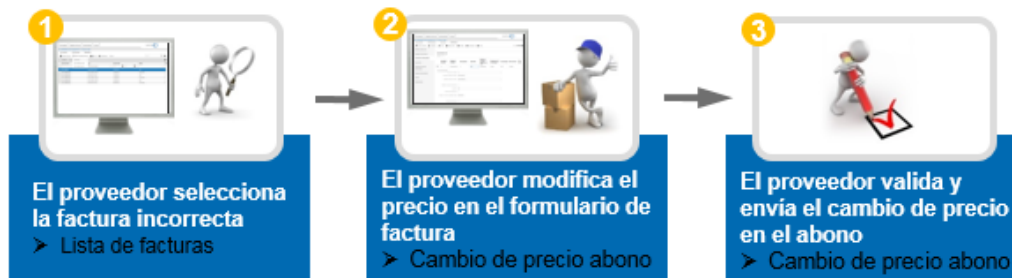 1
El proveedor selecciona
la factura incorrecta
➤ Lista de facturas
2
El proveedor modifica el
precio en el formulario de
factura
➤ Cambio de precio abono
3
El proveedor valida y
envía el cambio de precio
en el abono
➤ Cambio de precio abono